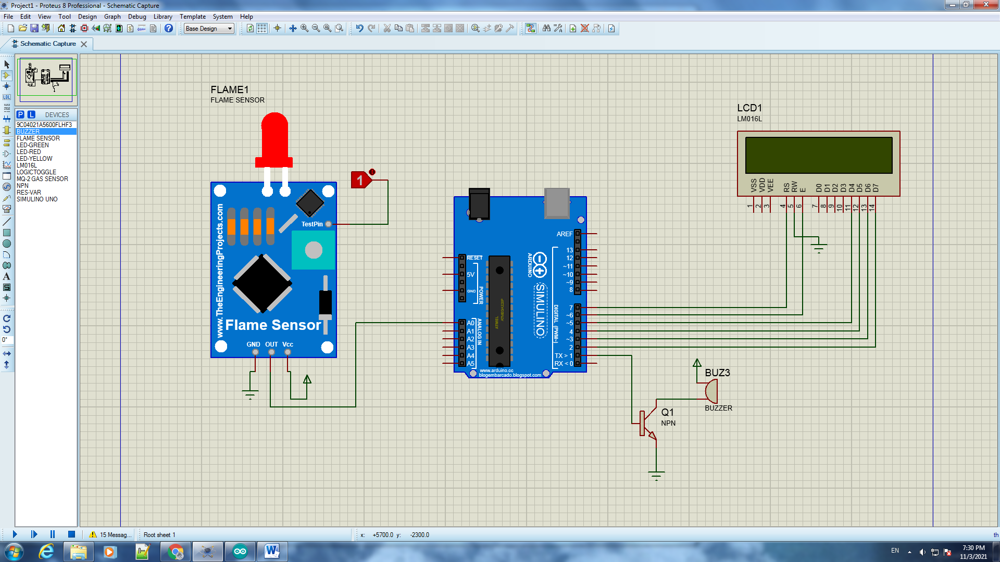 Project1 - Proteus 8 Professional - Schematic Capture
File Edit View Tool Design Graph Debug Library Template System Help
Base Design
Schematic Capture
P L DEVICES
9C04021A5600FLHF3
BUZZER
FLAME SENSOR
LED-GREEN
LED-RED
LED-YELLOW
LM016L
LOGICTOGGLE
MQ-2 GAS SENSOR
NPN
RES-VAR
SIMULINO UNO
LBL
A
S
0°
FLAME1
FLAME SENSOR
1
TestPin
www.TheEngineeringProjects.com
Flame Sensor
GND OUT Vcc
RESET
5V
GND
POWER
A0
A1
A2
A3
A4
A5
ANALOG IN
ATMEL
ATMEGA328P
ARDUINO
SIMULINO
AREF
13
12
~11
~10
~9
8
7
~6
~5
4
~3
2
TX > 1
RX < 0
DIGITAL (PWM~)
www.arduino.cc
blogembarcado.blogspot.com
LCD1
LM016L
VSS VDD VEE RS RW E D0 D1 D2 D3 D4 D5 D6 D7
1 2 3 4 5 6 7 8 9 10 11 12 13 14
BUZ3
BUZZER
Q1
NPN
15 Messag...
Root sheet 1
x: +5700.0 y: -2300.0
th
EN
7:30 PM
11/3/2021